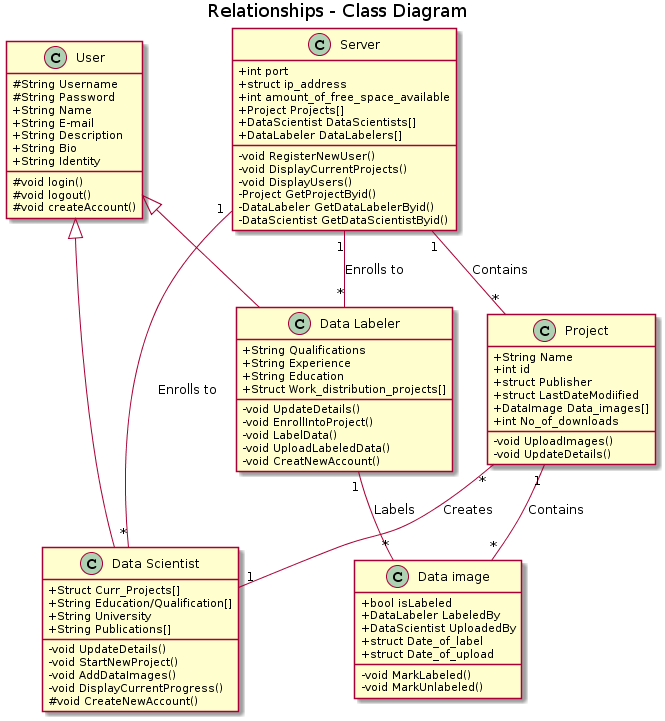 Relationships - Class Diagram
C User
#String Username
#String Password
+String Name
+String E-mail
+String Description
+String Bio
+String Identity
#void login()
#void logout()
#void createAccount()
C Server
+int port
+struct ip_address
+int amount_of_free_space_available
+Project Projects[]
+DataScientist DataScientists[]
+DataLabeler DataLabelers[]
-void RegisterNewUser()
-void DisplayCurrentProjects()
-void DisplayUsers()
-Project GetProjectByid()
-DataLabeler GetDataLabelerByid()
-DataScientist GetDataScientistByid()
1
1
1
Enrolls to
Contains
*
*
C Data Labeler
+String Qualifications
+String Experience
+String Education
+Struct Work_distribution_projects[]
-void UpdateDetails()
-void EnrollIntoProject()
-void LabelData()
-void UploadLabeledData()
-void CreatNewAccount()
C Project
+String Name
+int id
+struct Publisher
+struct LastDateModiified
+DataImage Data_images[]
+int No_of_downloads
-void UploadImages()
-void UpdateDetails()
Enrolls to
1
*
1
Labels
Creates
Contains
*
*
*
1
C Data Scientist
+Struct Curr_Projects[]
+String Education/Qualification[]
+String University
+String Publications[]
-void UpdateDetails()
-void StartNewProject()
-void AddDataImages()
-void DisplayCurrentProgress()
#void CreateNewAccount()
C Data image
+bool isLabeled
+DataLabeler LabeledBy
+DataScientist UploadedBy
+struct Date_of_label
+struct Date_of_upload
-void MarkLabeled()
-void MarkUnlabeled()